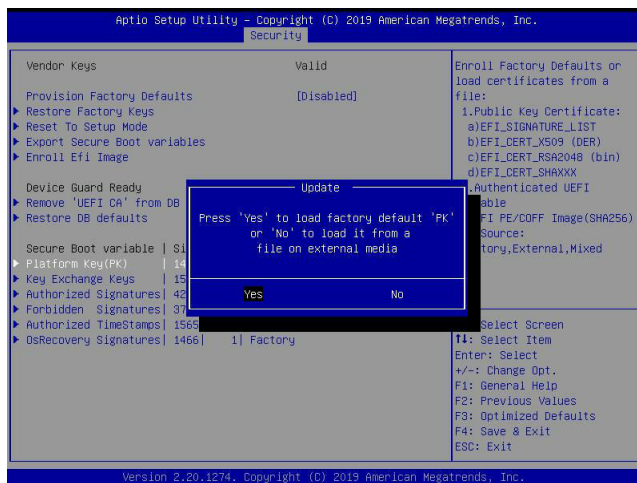 Aptio Setup Utility – Copyright (C) 2019 American Megatrends, Inc.
Security
Vendor Keys Valid
Provision Factory Defaults [Disabled]
Restore Factory Keys
Reset To Setup Mode
Export Secure Boot variables
Enroll Efi Image
Device Guard Ready
Remove 'UEFI CA' from DB
Restore DB defaults
Secure Boot variable | Si
Platform Key(PK) | 14
Key Exchange Keys | 15
Authorized Signatures| 42
Forbidden Signatures| 37
Authorized TimeStamps| 1565
OsRecovery Signatures| 1466| 1| Factory
Update
Press 'Yes' to load factory default 'PK'
or 'No' to load it from a
file on external media
Yes No
Enroll Factory Defaults or
load certificates from a
file:
1.Public Key Certificate:
a)EFI_SIGNATURE_LIST
b)EFI_CERT_X509 (DER)
c)EFI_CERT_RSA2048 (bin)
d)EFI_CERT_SHAXXX
.Authenticated UEFI
able
FI PE/COFF Image(SHA256)
Source:
tory,External,Mixed
Select Screen
↑↓: Select Item
Enter: Select
+/-: Change Opt.
F1: General Help
F2: Previous Values
F3: Optimized Defaults
F4: Save & Exit
ESC: Exit
Version 2.20.1274. Copyright (C) 2019 American Megatrends, Inc.